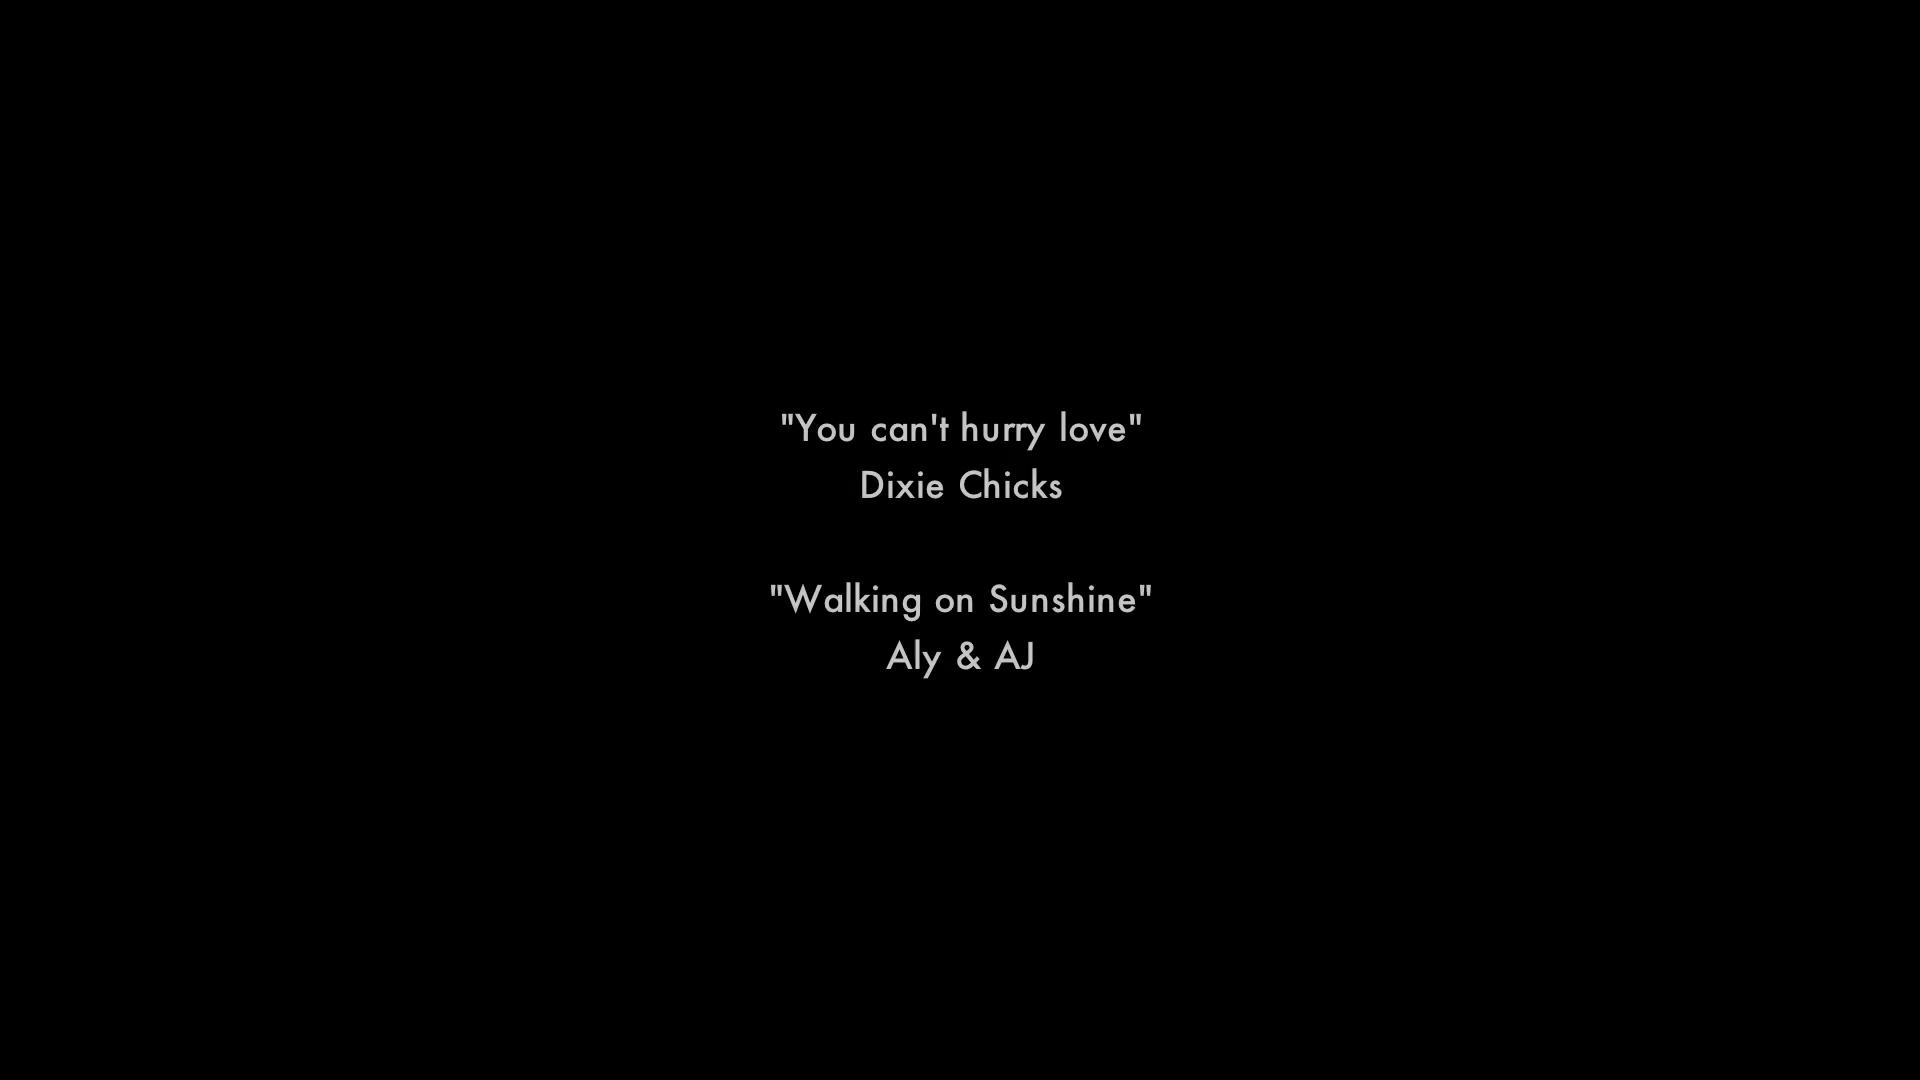 "You can't hurry love"
Dixie Chicks
"Walking on Sunshine"
Aly & AJ